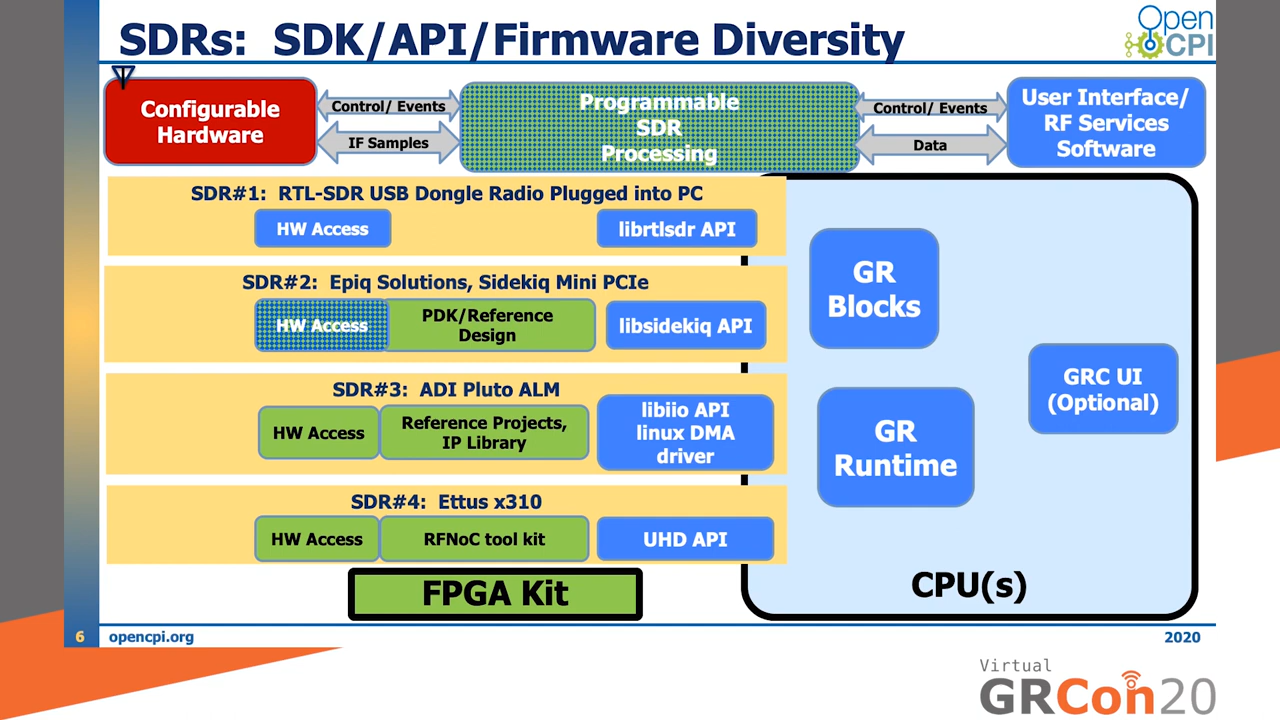 SDRs: SDK/API/Firmware Diversity
Open
CPI
Configurable
Hardware
Control/ Events
IF Samples
Programmable
SDR
Processing
Control/ Events
Data
User Interface/
RF Services
Software
SDR#1: RTL-SDR USB Dongle Radio Plugged into PC
HW Access
librtlsdr API
SDR#2: Epiq Solutions, Sidekiq Mini PCIe
HW Access
PDK/Reference
Design
libsidekiq API
SDR#3: ADI Pluto ALM
HW Access
Reference Projects,
IP Library
libiio API
linux DMA
driver
SDR#4: Ettus x310
HW Access
RFNoC tool kit
UHD API
GR
Blocks
GR
Runtime
GRC UI
(Optional)
FPGA Kit
CPU(s)
6
opencpi.org
2020
Virtual
GRCon20